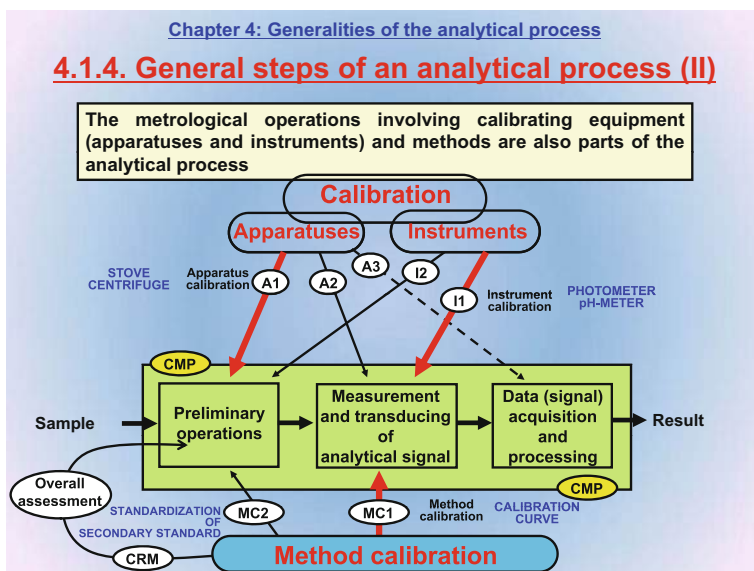 Chapter 4: Generalities of the analytical process
4.1.4. General steps of an analytical process (II)
The metrological operations involving calibrating equipment
(apparatuses and instruments) and methods are also parts of the
analytical process
Calibration
Apparatuses
Instruments
STOVE
CENTRIFUGE
Apparatus
calibration
A1
A2
A3
I2
I1
Instrument
calibration
PHOTOMETER
pH-METER
CMP
Sample
Preliminary
operations
Measurement
and transducing
of
analytical signal
Data (signal)
acquisition
and
processing
Result
CMP
Overall
assessment
STANDARDIZATION
OF
SECONDARY STANDARD
MC2
MC1
Method
calibration
CALIBRATION
CURVE
CRM
Method calibration